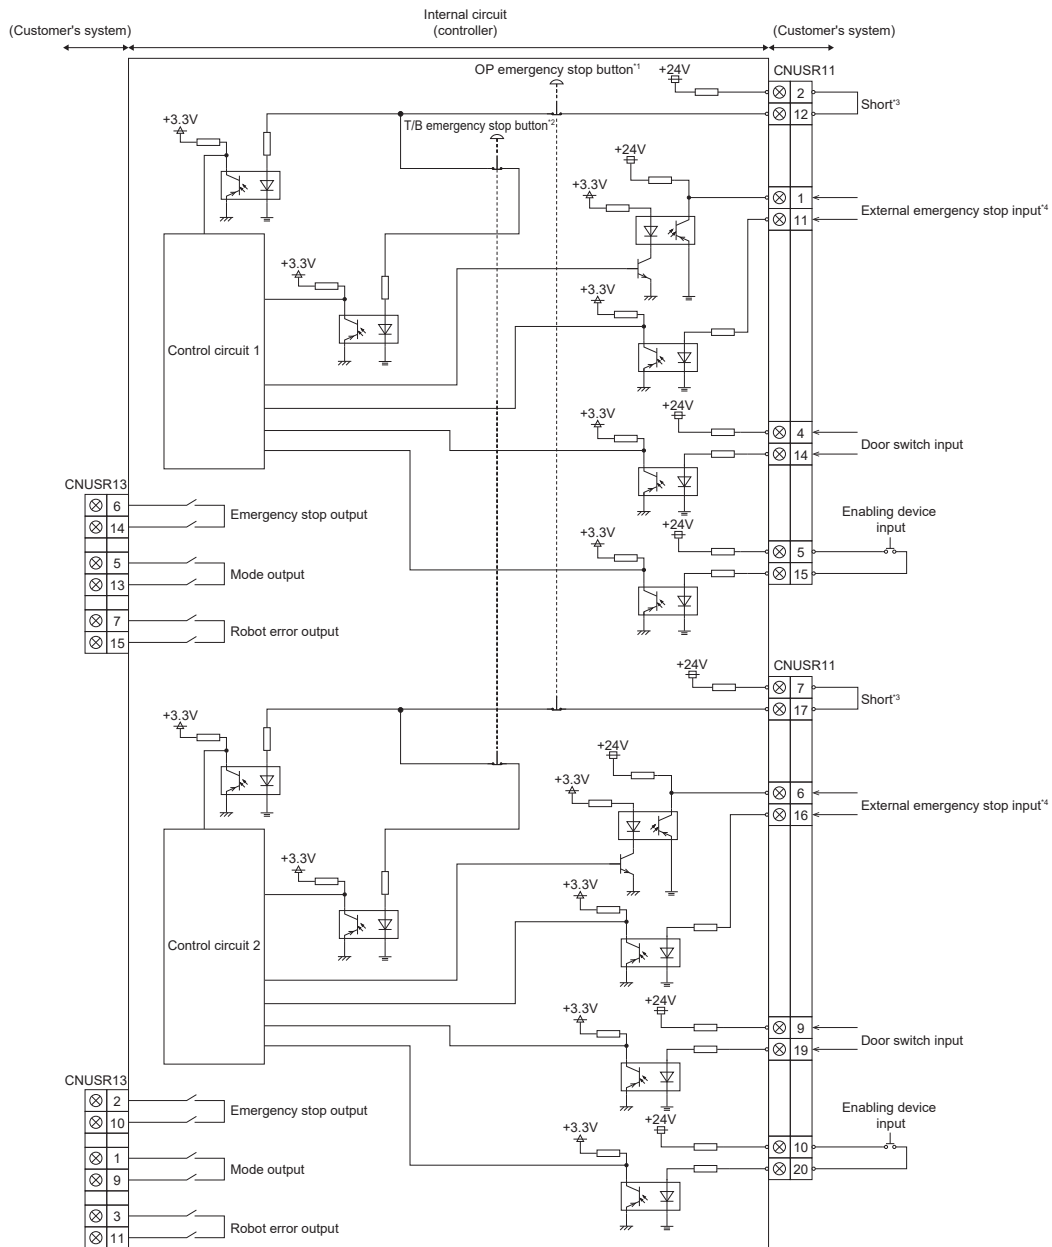 Internal circuit
(controller)
(Customer's system)
(Customer's system)
OP emergency stop button*1
+24V
CNUSR11
2
12
Short*3
T/B emergency stop button*2
+3.3V
+24V
+3.3V
1
11
External emergency stop input*4
+3.3V
+3.3V
Control circuit 1
+24V
+3.3V
4
14
Door switch input
CNUSR13
6
14
Emergency stop output
+24V
+3.3V
5
15
Enabling device
input
5
13
Mode output
7
15
Robot error output
+24V
CNUSR11
7
17
Short*3
+3.3V
+24V
+3.3V
6
16
External emergency stop input*4
+3.3V
+3.3V
Control circuit 2
+24V
+3.3V
9
19
Door switch input
CNUSR13
2
10
Emergency stop output
+24V
+3.3V
10
20
Enabling device
input
1
9
Mode output
3
11
Robot error output